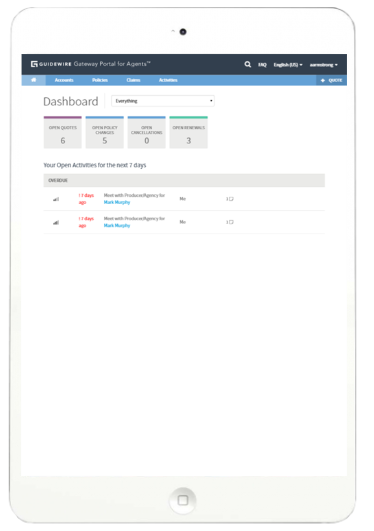 GUIDEWIRE Gateway Portal for Agents™
FAQ English (US) aarmstrong
Accounts Policies Claims Activities + QUOTE
Dashboard Everything
OPEN QUOTES
6
OPEN POLICY
CHANGES
5
OPEN
CANCELLATIONS
0
OPEN RENEWALS
3
Your Open Activities for the next 7 days
OVERDUE
days
ago
Meet with Producer/Agency for
Mark Murphy
No
days
ago
Meet with Producer/Agency for
Mark Murphy
No